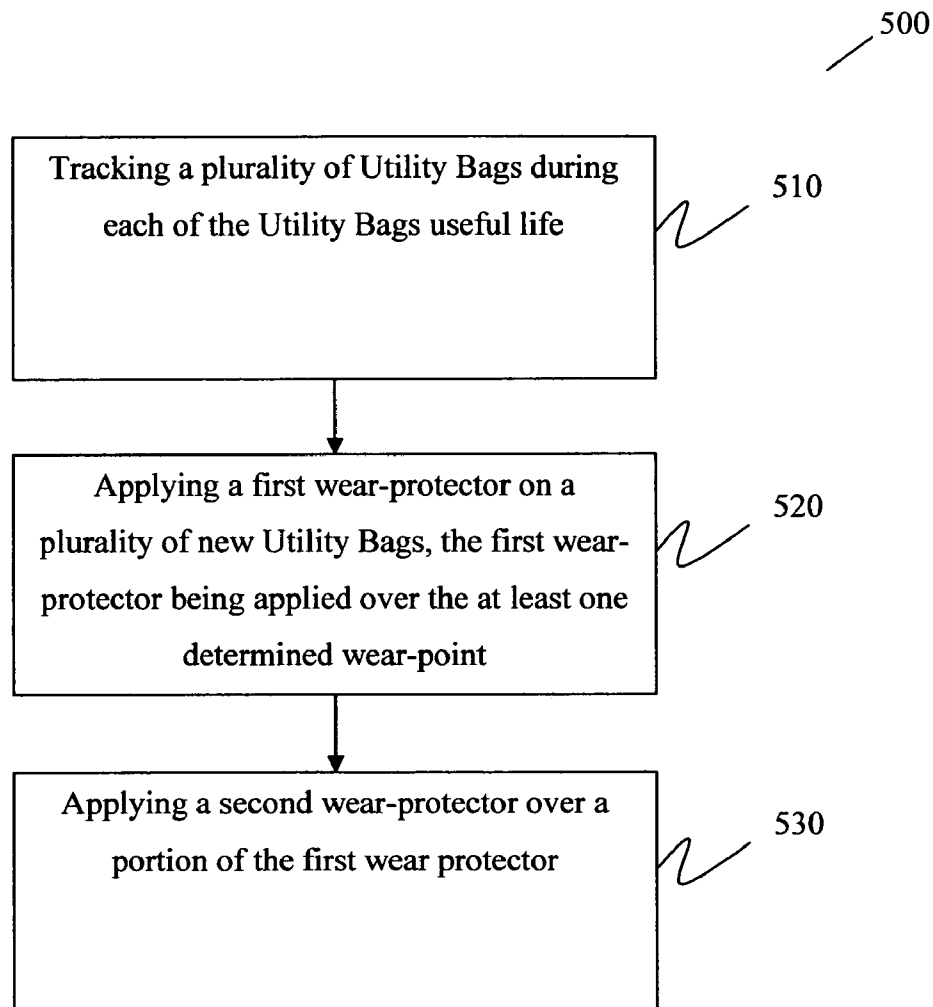 500
Tracking a plurality of Utility Bags during
each of the Utility Bags useful life
510
Applying a first wear-protector on a
plurality of new Utility Bags, the first wear-
protector being applied over the at least one
determined wear-point
520
Applying a second wear-protector over a
portion of the first wear protector
530